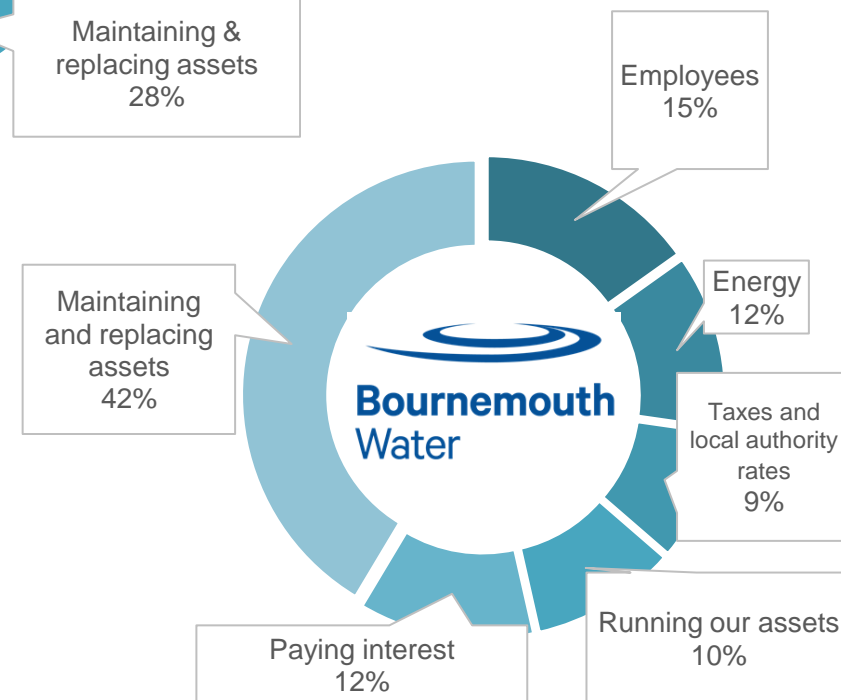 Maintaining &
replacing assets
28%
Employees
15%
Energy
12%
Maintaining
and replacing
assets
42%
Bournemouth
Water
Taxes and
local authority
rates
9%
Running our assets
10%
Paying interest
12%